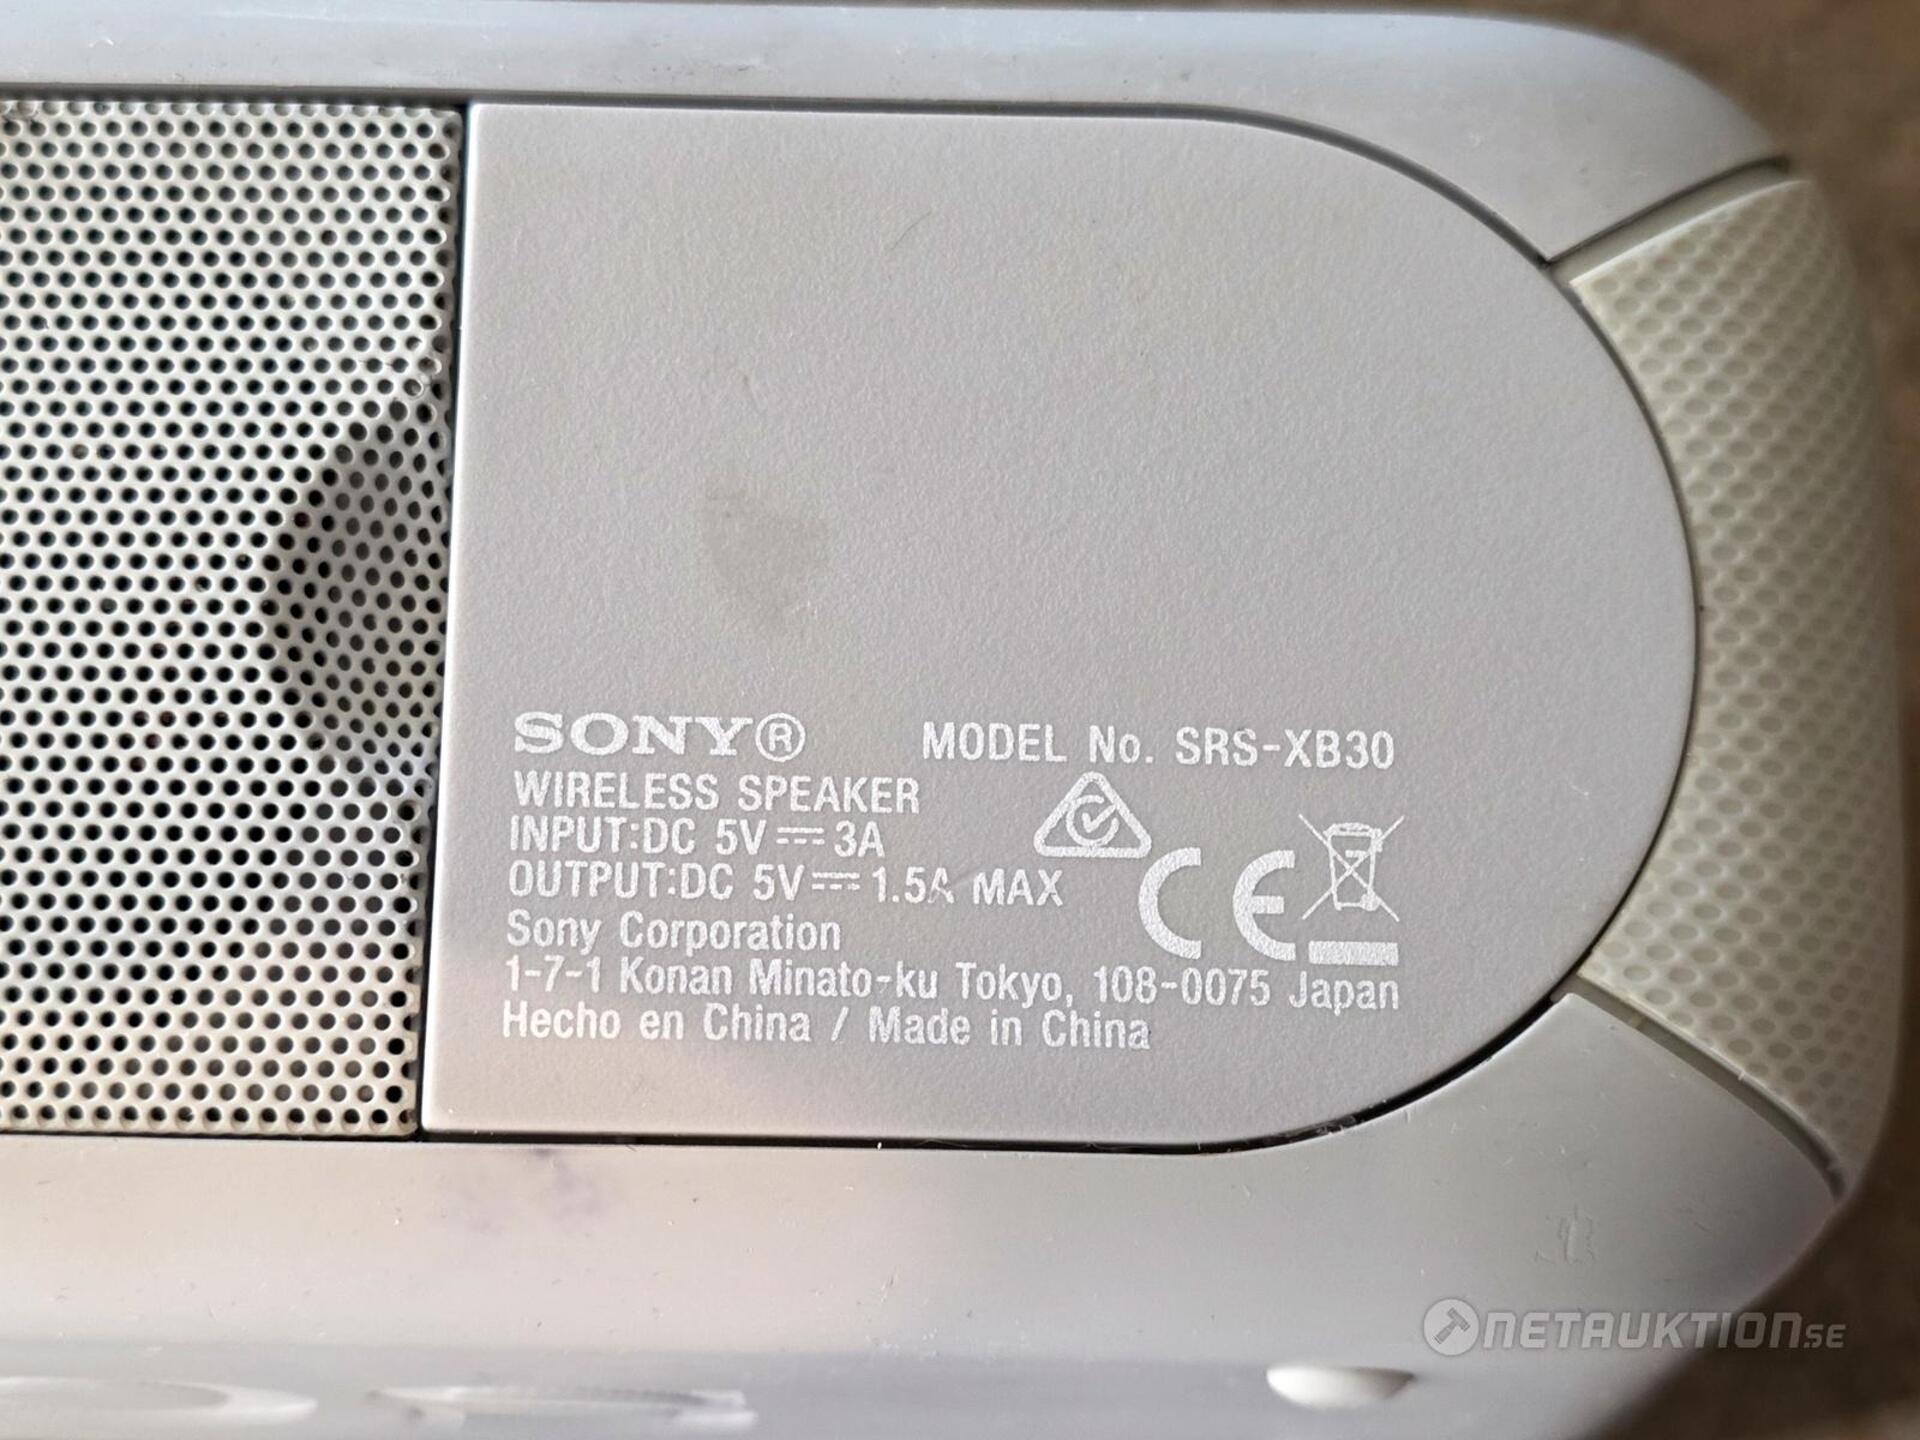 SONY® MODEL No. SRS-XB30
WIRELESS SPEAKER
INPUT:DC 5V⎓3A
OUTPUT:DC 5V⎓1.5A MAX
CE
Sony Corporation
1-7-1 Konan Minato-ku Tokyo, 108-0075 Japan
Hecho en China / Made in China
NETAUKTION.SE